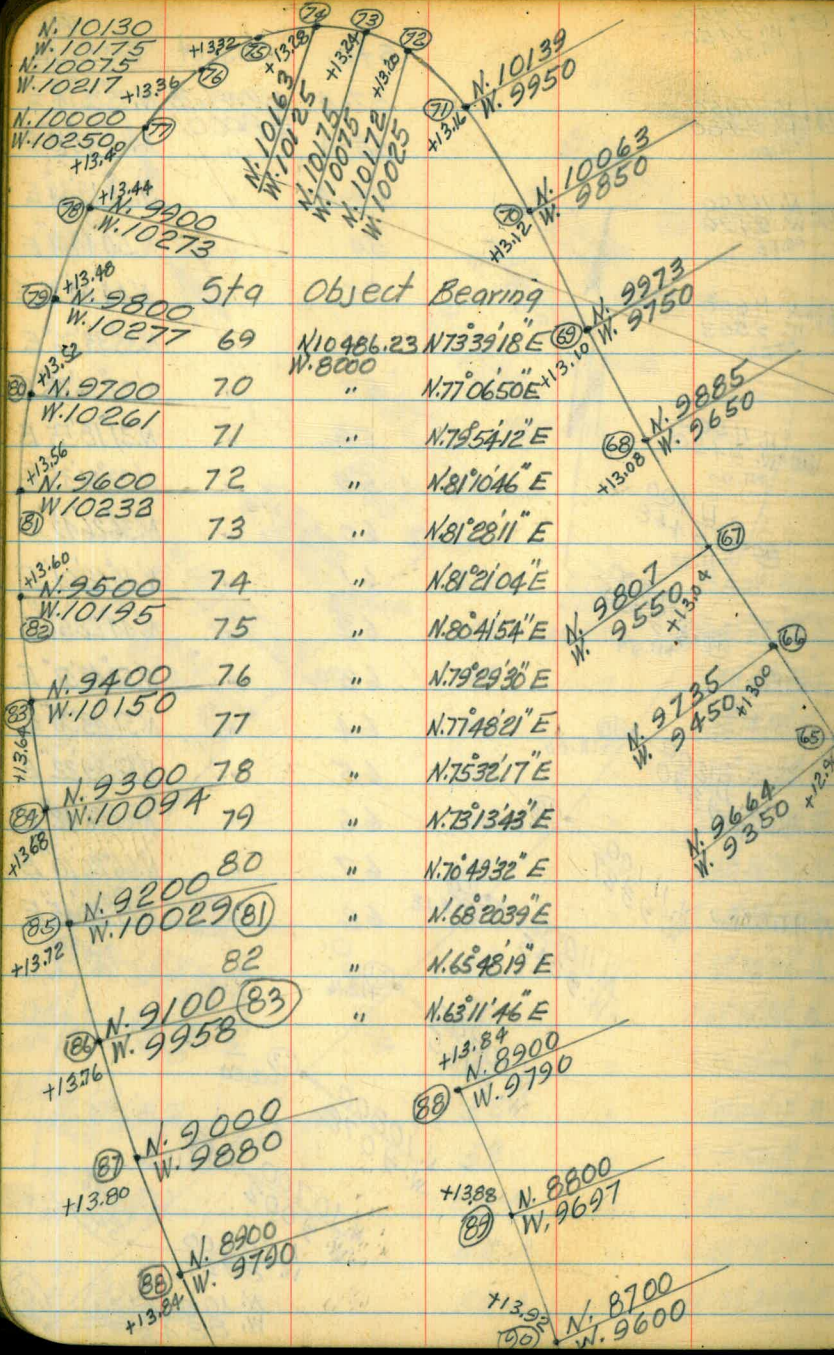 N. 10130
W. 10175
N. 10075
W. 10217
N. 10000
W. 10250
+13.32
+13.36
+13.40
75
76
77
74
+13.28
N. 10163
W. 10125
73
+13.24
N. 10175
W. 10075
72
+13.20
N. 10172
W. 10025
71
+13.16
N. 10139
W. 9950
70
+13.12
N. 10063
W. 9850
69
+13.10
N. 9973
W. 9750
68
+13.08
N. 9885
W. 9650
67
N. 9807
W. 9550
+13.04
66
N. 9735
W. 9450
+13.00
65
N. 9664
W. 9350
78
+13.44
N. 9900
W. 10273
79
+13.48
N. 9800
W. 10277
80
+13.52
N. 9700
W. 10261
+13.56
N. 9600
W. 10233
81
+13.60
N. 9500
W. 10195
82
83
N. 9400
W. 10150
+13.64
84
N. 9300
W. 10094
+13.68
85
N. 9200
W. 10029
+13.72
86
N. 9100
W. 9958
+13.76
87
N. 9000
W. 9880
+13.80
88
N. 8900
W. 9790
+13.84
Sta Object Bearing
69 N10486.23 N73°39'18"E
W.8000
70 " N.77°06'50"E
71 " N.79°54'12"E
72 " N.81°10'46"E
73 " N.81°28'11"E
74 " N.81°21'04"E
75 " N.80°41'54"E
76 " N.79°29'30"E
77 " N.77°48'21"E
78 " N.75°32'17"E
79 " N.73°13'43"E
80 " N.70°49'32"E
81 " N.68°20'39"E
82 " N.65°48'19"E
83 " N.63°11'46"E
+13.84
88
N. 8900
W. 9790
+13.88
89
N. 8800
W. 9697
+13.92
90
N. 8700
W. 9600